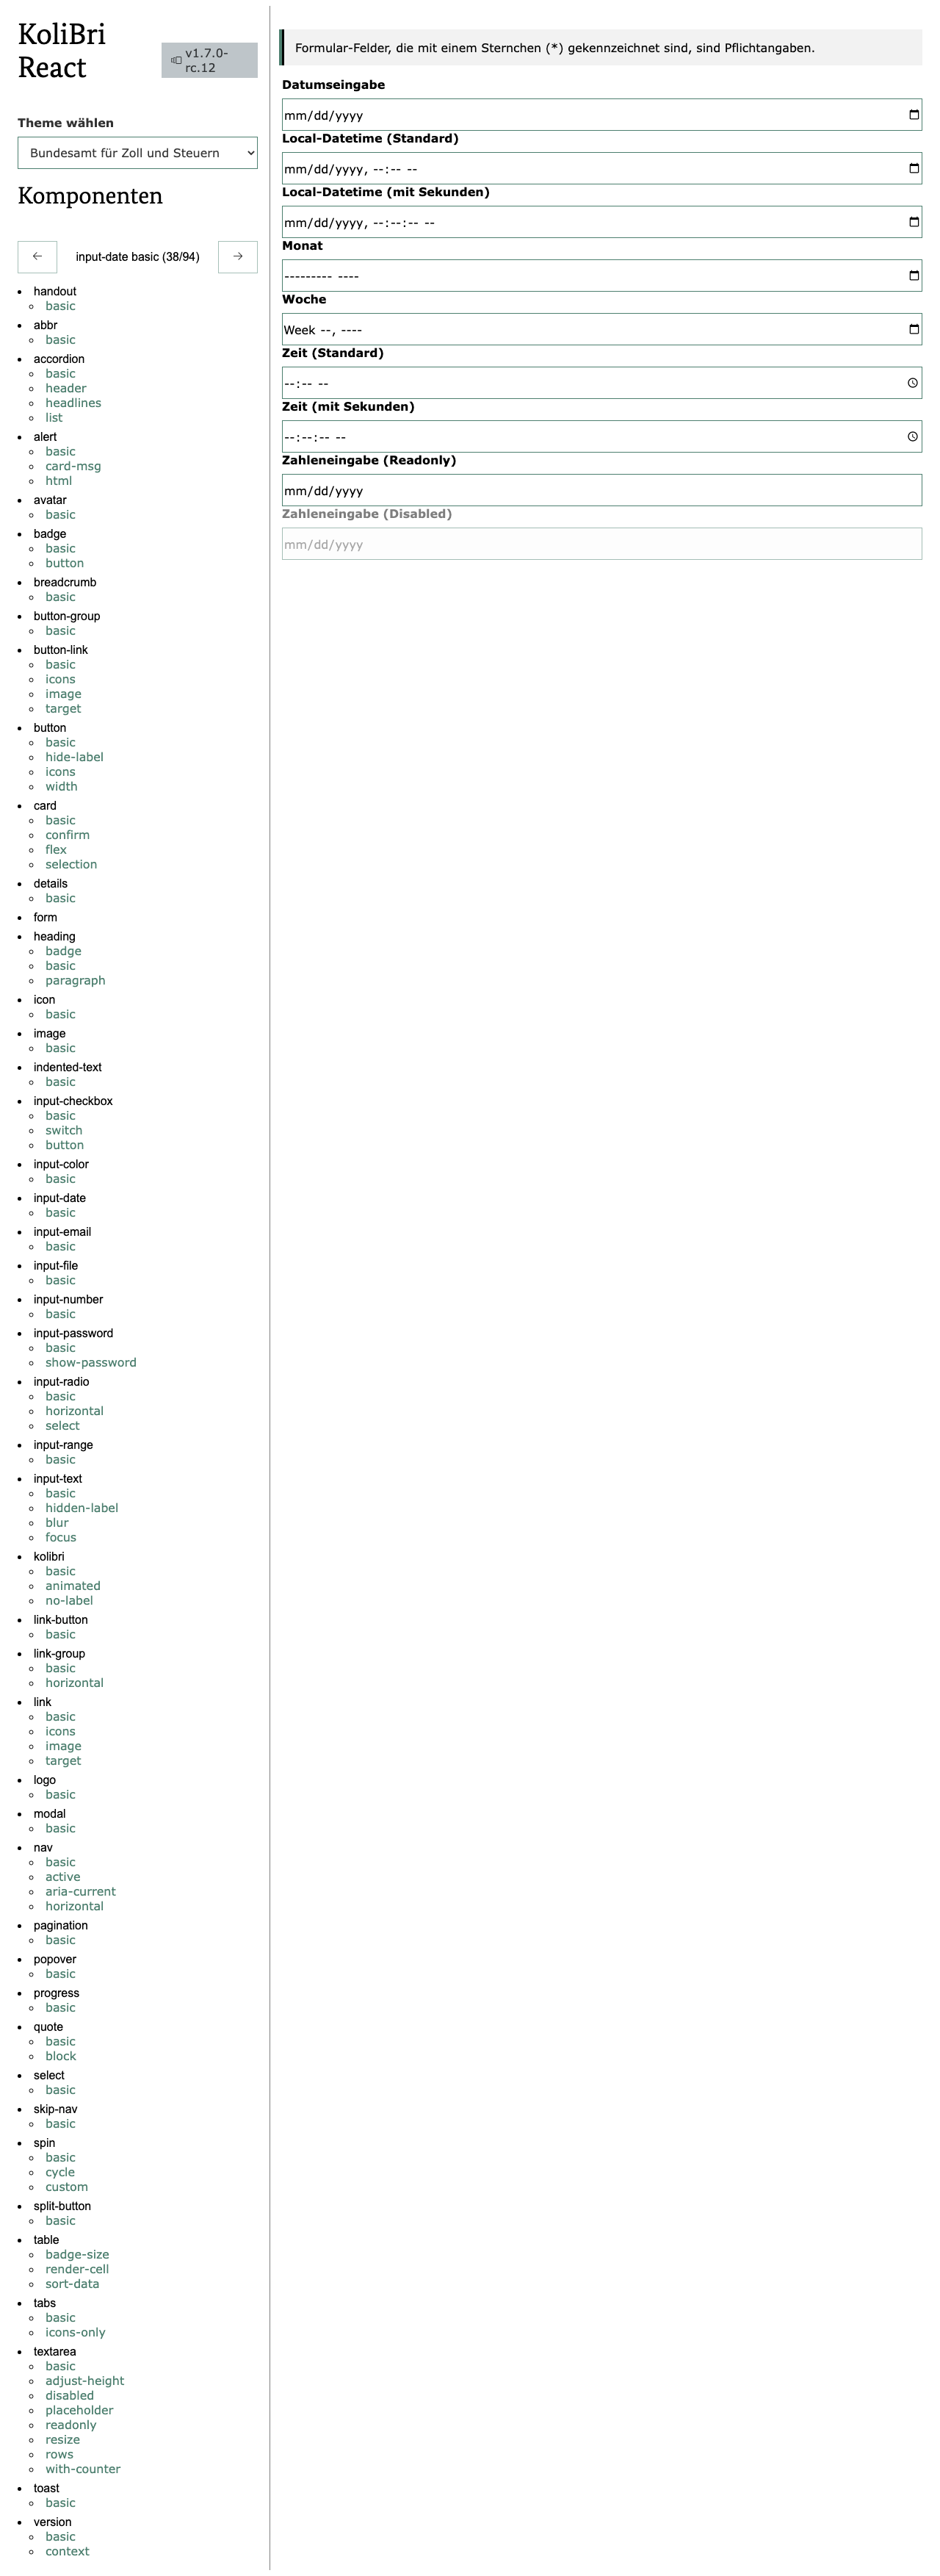 KoliBri
React
v1.7.0-
rc.12
Theme wählen
Bundesamt für Zoll und Steuern
Komponenten
← input-date basic (38/94) →
handout
basic
abbr
basic
accordion
basic
header
headlines
list
alert
basic
card-msg
html
avatar
basic
badge
basic
button
breadcrumb
basic
button-group
basic
button-link
basic
icons
image
target
button
basic
hide-label
icons
width
card
basic
confirm
flex
selection
details
basic
form
heading
badge
basic
paragraph
icon
basic
image
basic
indented-text
basic
input-checkbox
basic
switch
button
input-color
basic
input-date
basic
input-email
basic
input-file
basic
input-number
basic
input-password
basic
show-password
input-radio
basic
horizontal
select
input-range
basic
input-text
basic
hidden-label
blur
focus
kolibri
basic
animated
no-label
link-button
basic
link-group
basic
horizontal
link
basic
icons
image
target
logo
basic
modal
basic
nav
basic
active
aria-current
horizontal
pagination
basic
popover
basic
progress
basic
quote
basic
block
select
basic
skip-nav
basic
spin
basic
cycle
custom
split-button
basic
table
badge-size
render-cell
sort-data
tabs
basic
icons-only
textarea
basic
adjust-height
disabled
placeholder
readonly
resize
rows
with-counter
toast
basic
version
basic
context
Formular-Felder, die mit einem Sternchen (*) gekennzeichnet sind, sind Pflichtangaben.
Datumseingabe
mm/dd/yyyy
Local-Datetime (Standard)
mm/dd/yyyy, --:-- --
Local-Datetime (mit Sekunden)
mm/dd/yyyy, --:--:-- --
Monat
--------- ----
Woche
Week --, ----
Zeit (Standard)
--:-- --
Zeit (mit Sekunden)
--:--:-- --
Zahleneingabe (Readonly)
mm/dd/yyyy
Zahleneingabe (Disabled)
mm/dd/yyyy